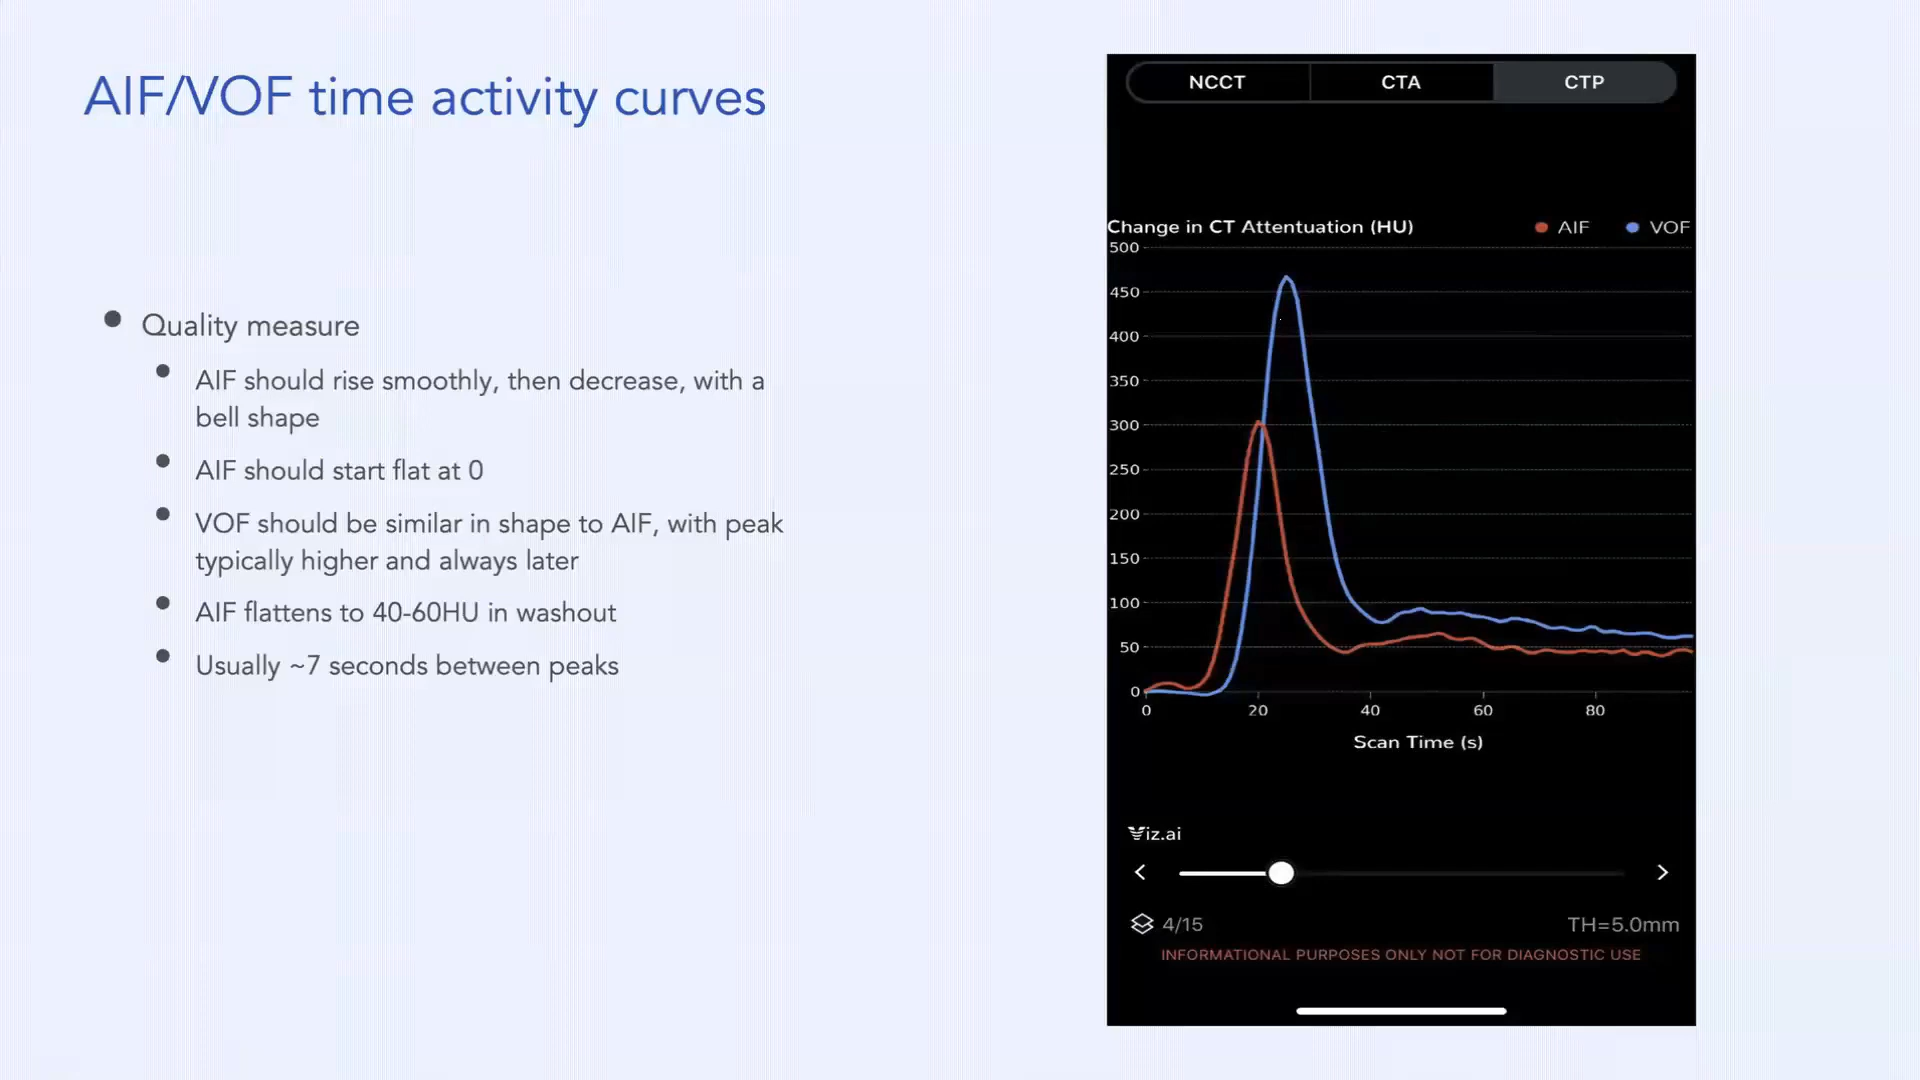 AIF/VOF time activity curves
Quality measure
AIF should rise smoothly, then decrease, with a
bell shape
AIF should start flat at 0
VOF should be similar in shape to AIF, with peak
typically higher and always later
AIF flattens to 40-60HU in washout
Usually ~7 seconds between peaks
NCCT CTA CTP
Change in CT Attentuation (HU) AIF VOF
500
450
400
350
300
250
200
150
100
50
0
0 20 40 60 80
Scan Time (s)
Viz.ai
4/15 TH=5.0mm
INFORMATIONAL PURPOSES ONLY NOT FOR DIAGNOSTIC USE